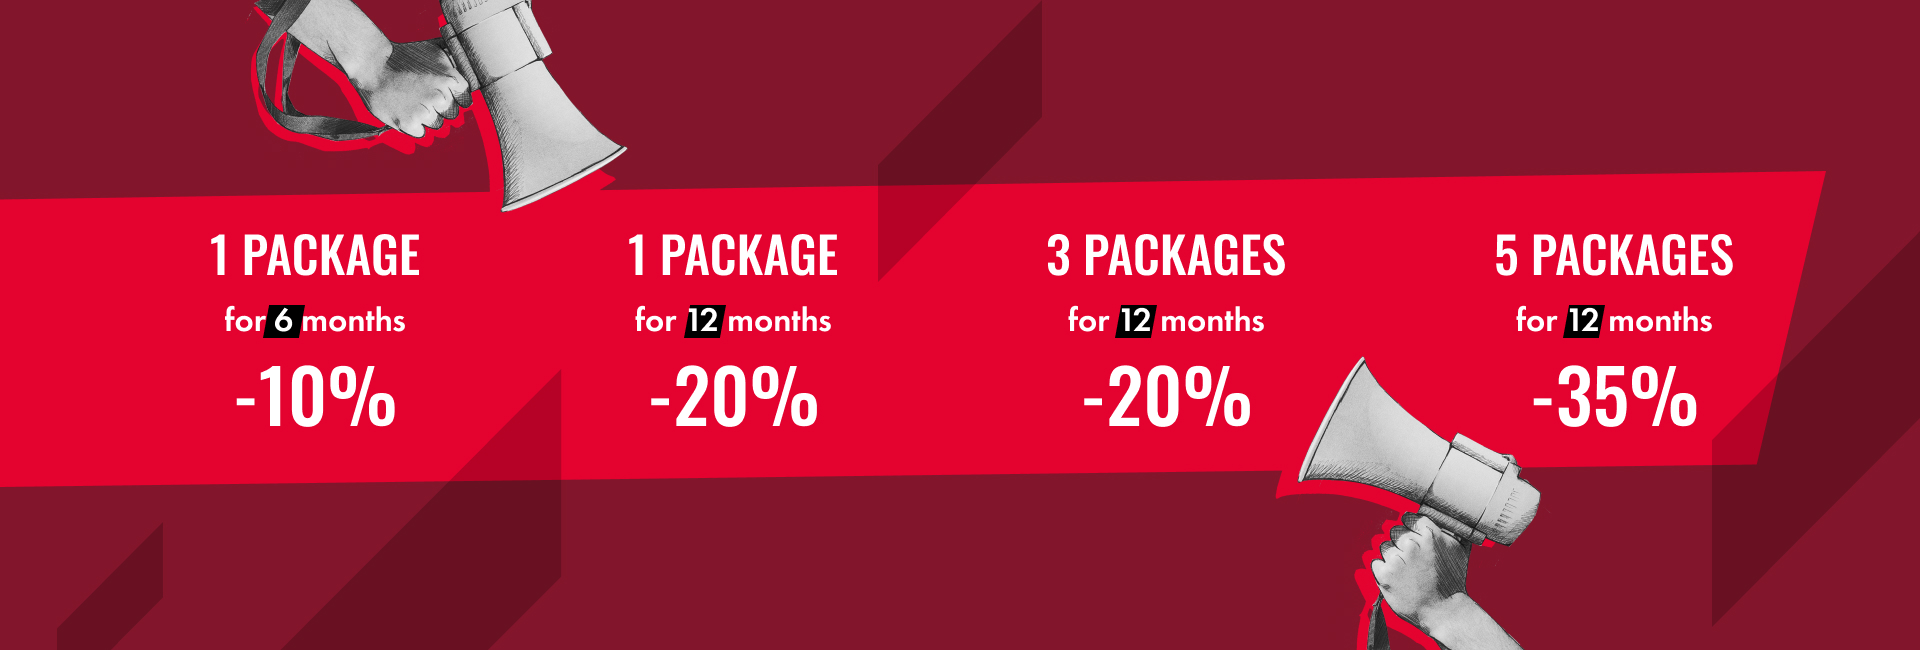 1 PACKAGE
for 6 months
-10%
1 PACKAGE
for 12 months
-20%
3 PACKAGES
for 12 months
-20%
5 PACKAGES
for 12 months
-35%